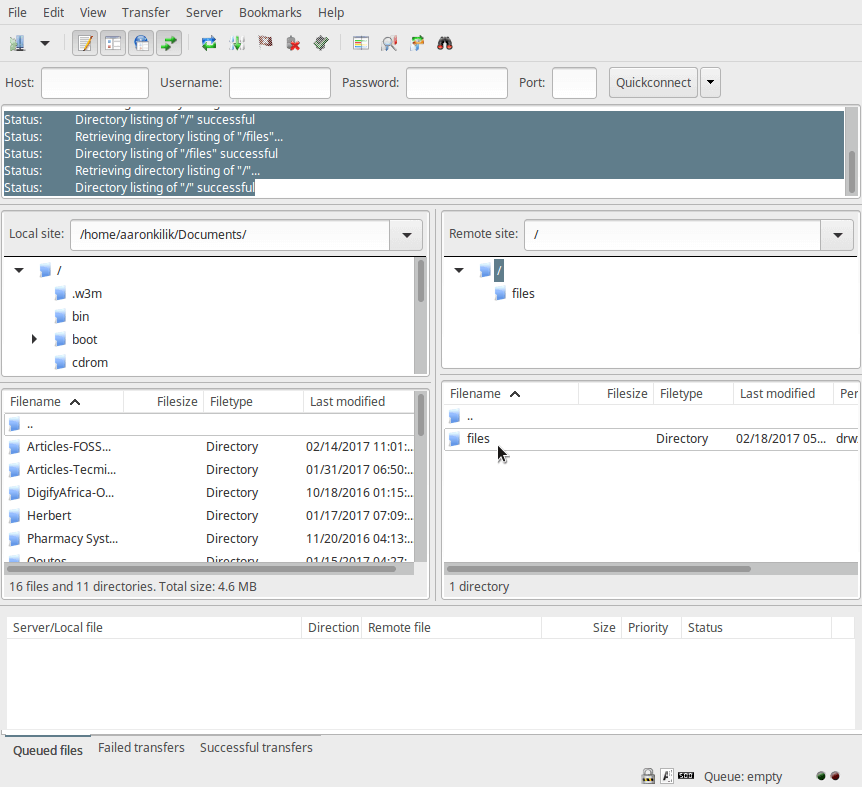 File Edit View Transfer Server Bookmarks Help
Host: Username: Password: Port: Quickconnect
Status: Directory listing of "/" successful
Status: Retrieving directory listing of "/files"...
Status: Directory listing of "/files" successful
Status: Retrieving directory listing of "/"...
Status: Directory listing of "/" successful
Local site: /home/aaronkilik/Documents/
/
.w3m
bin
boot
cdrom
Filename Filesize Filetype Last modified
..
Articles-FOSS... Directory 02/14/2017 11:01:..
Articles-Tecmi... Directory 01/31/2017 06:50:..
DigifyAfrica-O... Directory 10/18/2016 01:15:..
Herbert Directory 01/17/2017 07:09:..
Pharmacy Syst... Directory 11/20/2016 04:13:..
Qoutes Directory 01/15/2017 04:27:..
16 files and 11 directories. Total size: 4.6 MB
Remote site: /
/
files
Filename Filesize Filetype Last modified Per
..
files Directory 02/18/2017 05... drw
1 directory
Server/Local file Direction Remote file Size Priority Status
Queued files Failed transfers Successful transfers
Queue: empty